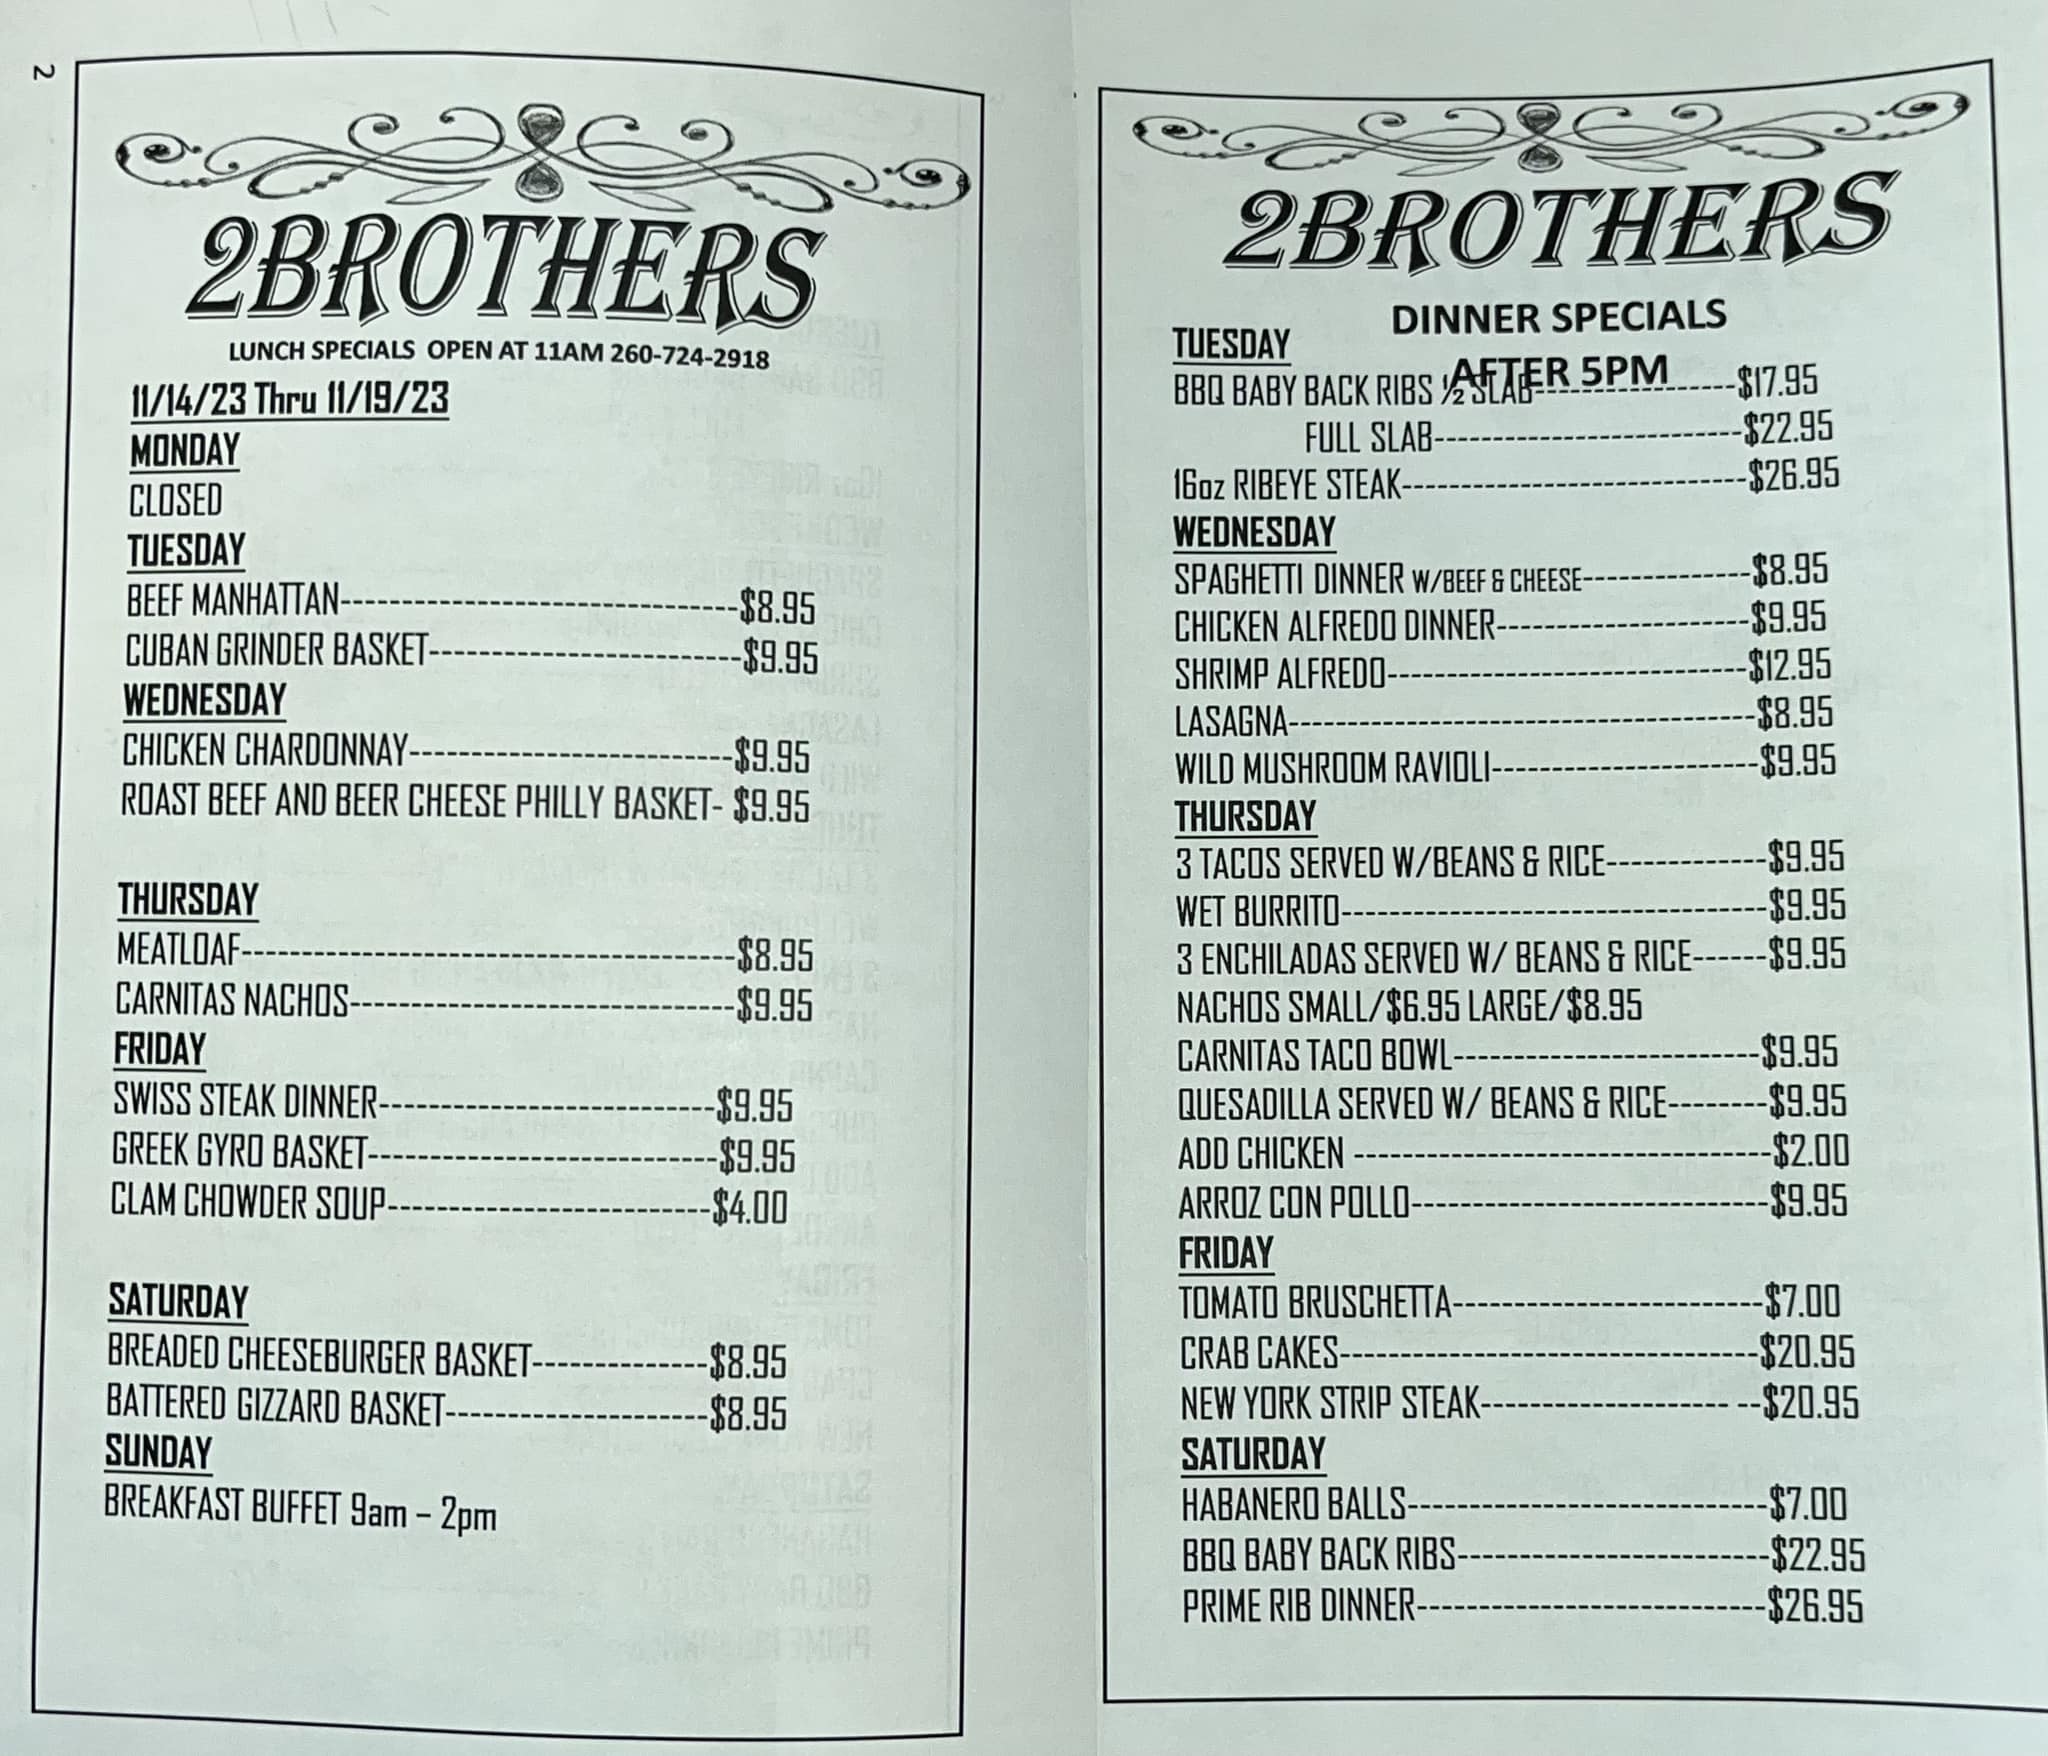 2
2BROTHERS
LUNCH SPECIALS OPEN AT 11AM 260-724-2918
11/14/23 Thru 11/19/23
MONDAY
CLOSED
TUESDAY
BEEF MANHATTAN--------------------------------$8.95
CUBAN GRINDER BASKET-------------------------$9.95
WEDNESDAY
CHICKEN CHARDONNAY--------------------------$9.95
ROAST BEEF AND BEER CHEESE PHILLY BASKET- $9.95
THURSDAY
MEATLOAF----------------------------------------$8.95
CARNITAS NACHOS-------------------------------$9.95
FRIDAY
SWISS STEAK DINNER---------------------------$9.95
GREEK GYRO BASKET----------------------------$9.95
CLAM CHOWDER SOUP--------------------------$4.00
SATURDAY
BREADED CHEESEBURGER BASKET--------------$8.95
BATTERED GIZZARD BASKET---------------------$8.95
SUNDAY
BREAKFAST BUFFET 9am – 2pm
2BROTHERS
DINNER SPECIALS
AFTER 5PM
TUESDAY
BBQ BABY BACK RIBS ½ SLAB-----------------$17.95
FULL SLAB--------------------------$22.95
16oz RIBEYE STEAK-----------------------------$26.95
WEDNESDAY
SPAGHETTI DINNER W/BEEF & CHEESE--------------$8.95
CHICKEN ALFREDO DINNER---------------------$9.95
SHRIMP ALFREDO------------------------------$12.95
LASAGNA---------------------------------------$8.95
WILD MUSHROOM RAVIOLI----------------------$9.95
THURSDAY
3 TACOS SERVED W/BEANS & RICE-------------$9.95
WET BURRITO-----------------------------------$9.95
3 ENCHILADAS SERVED W/ BEANS & RICE------$9.95
NACHOS SMALL/$6.95 LARGE/$8.95
CARNITAS TACO BOWL-------------------------$9.95
QUESADILLA SERVED W/ BEANS & RICE--------$9.95
ADD CHICKEN ----------------------------------$2.00
ARROZ CON POLLO-----------------------------$9.95
FRIDAY
TOMATO BRUSCHETTA-------------------------$7.00
CRAB CAKES----------------------------------$20.95
NEW YORK STRIP STEAK-------------------- --$20.95
SATURDAY
HABANERO BALLS-----------------------------$7.00
BBQ BABY BACK RIBS-------------------------$22.95
PRIME RIB DINNER----------------------------$26.95